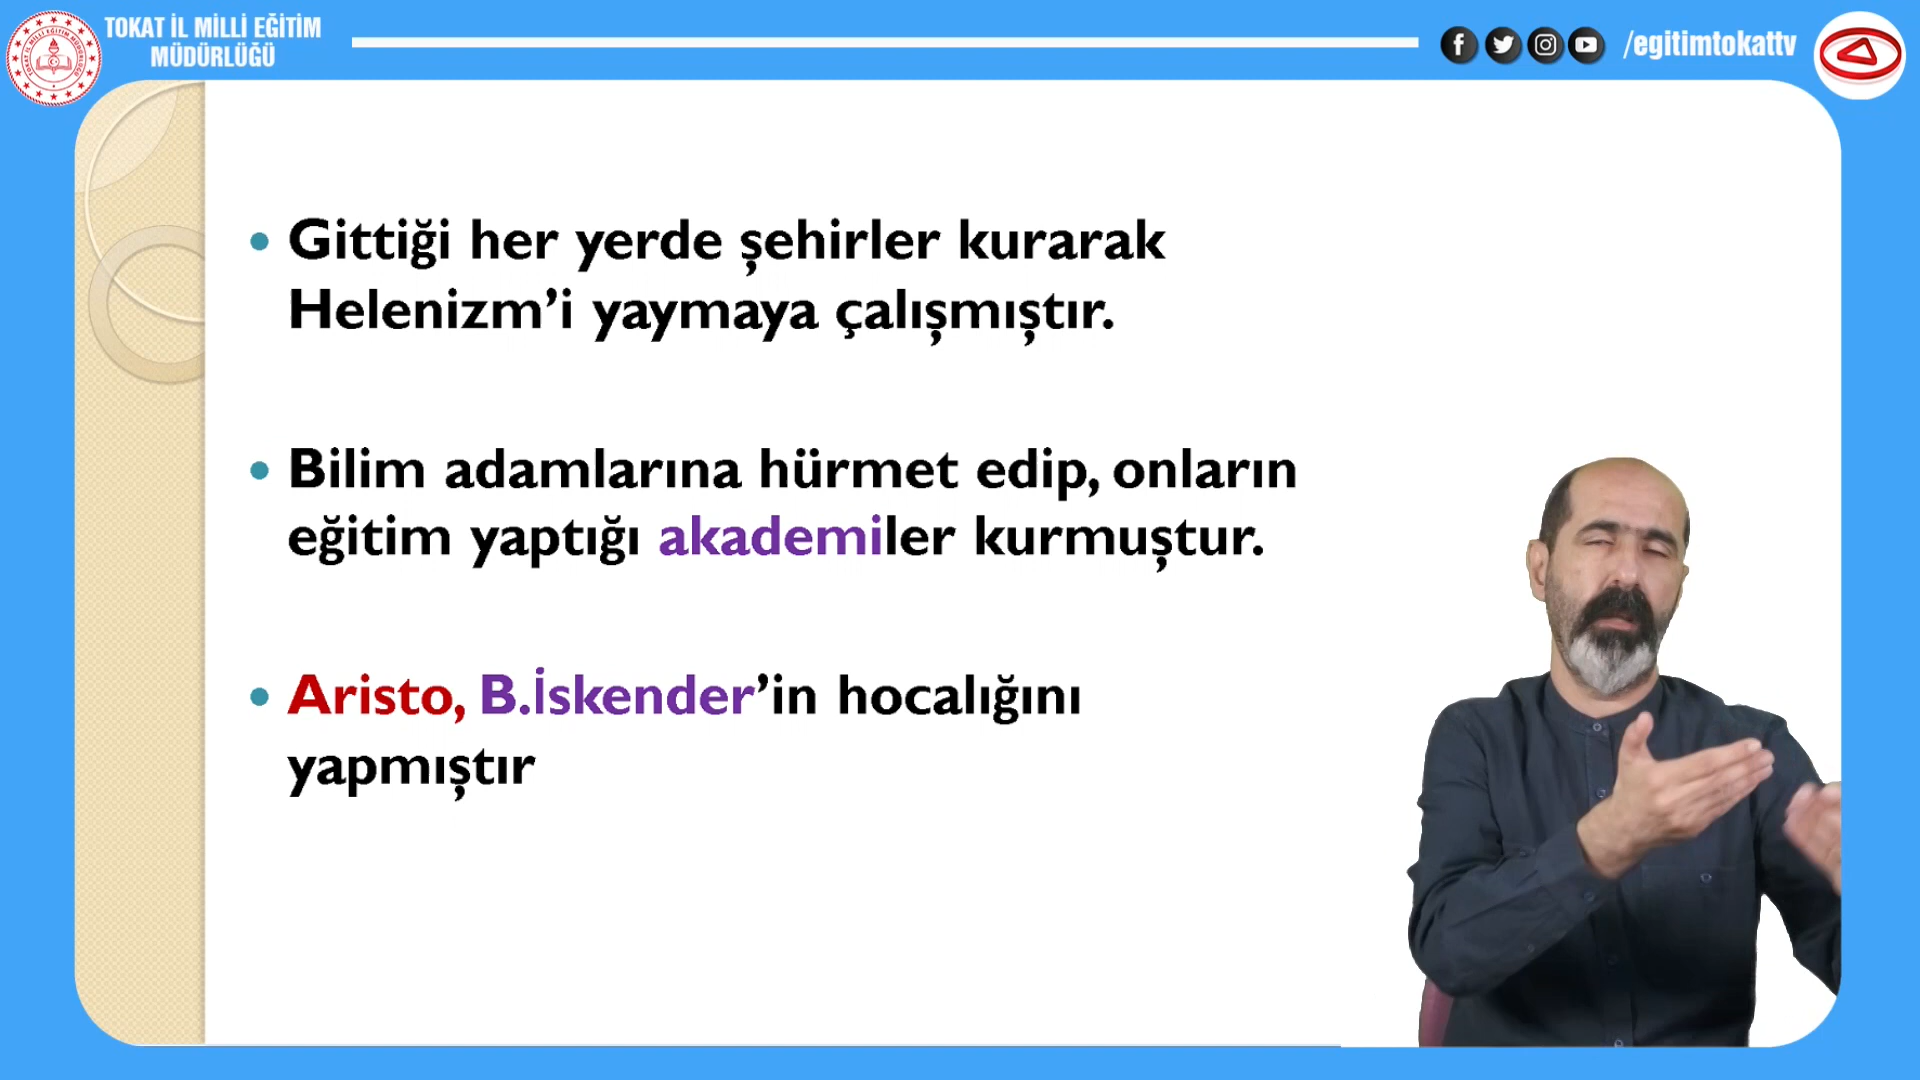 TOKAT İL MİLLİ EĞİTİM
MÜDÜRLÜĞÜ
/egitimtokattv
Gittiği her yerde şehirler kurarak
Helenizm’i yaymaya çalışmıştır.
Bilim adamlarına hürmet edip, onların
eğitim yaptığı akademiler kurmuştur.
Aristo, B.İskender’in hocalığını
yapmıştır